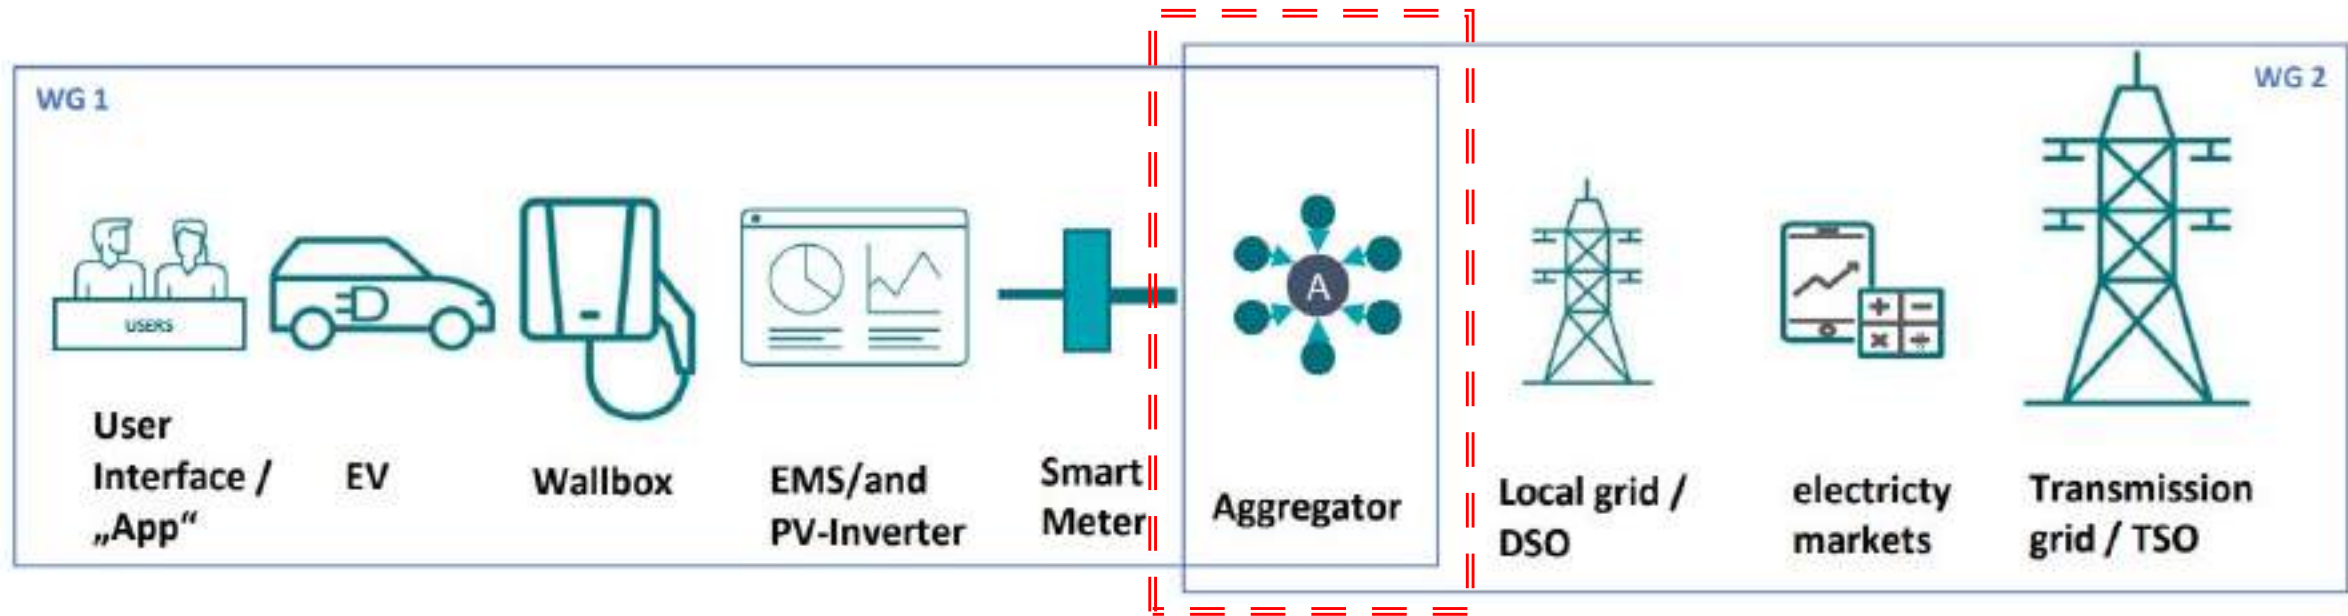 WG 1
WG 2
USERS
A
User
Interface /
„App“
EV
Wallbox
EMS/and
PV-Inverter
Smart
Meter
Aggregator
Local grid /
DSO
electricty
markets
Transmission
grid / TSO